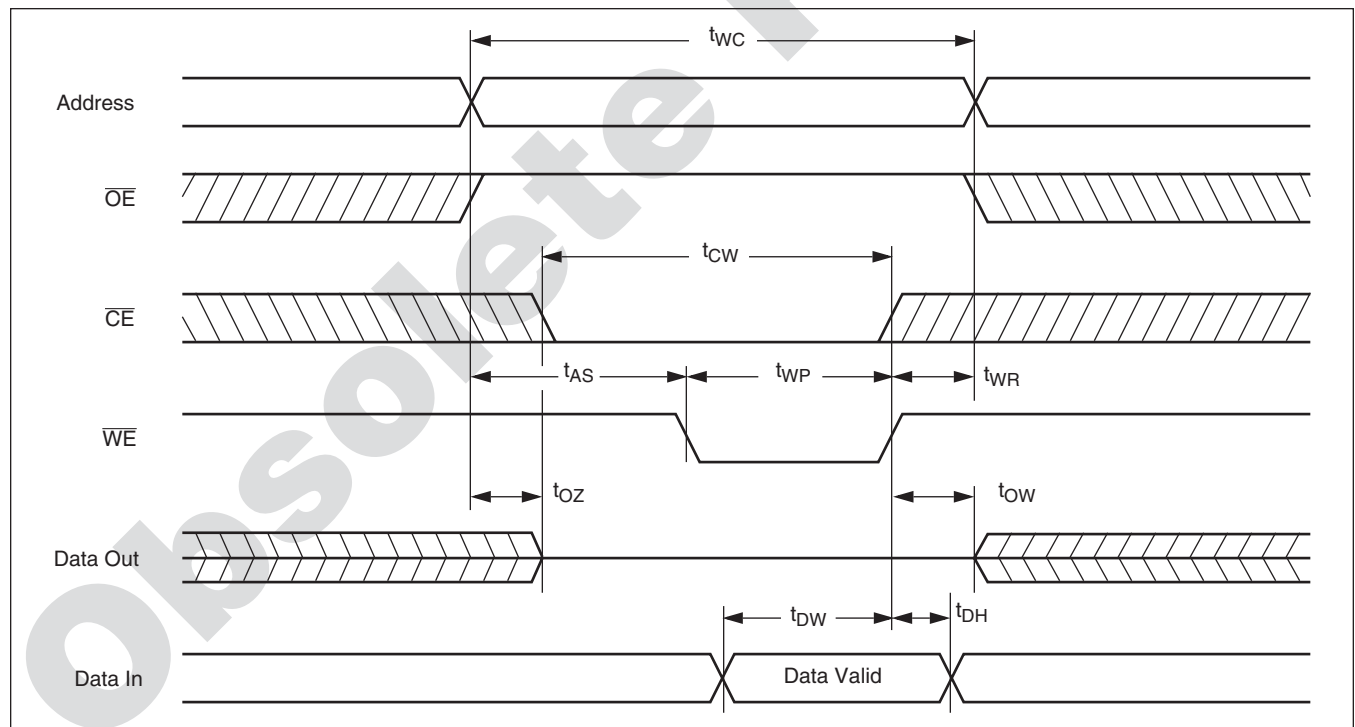 tWC
Address
OE
tCW
CE
tAS
tWP
tWR
WE
tOZ
tOW
Data Out
tDW
tDH
Data In
Data Valid
Obsolete